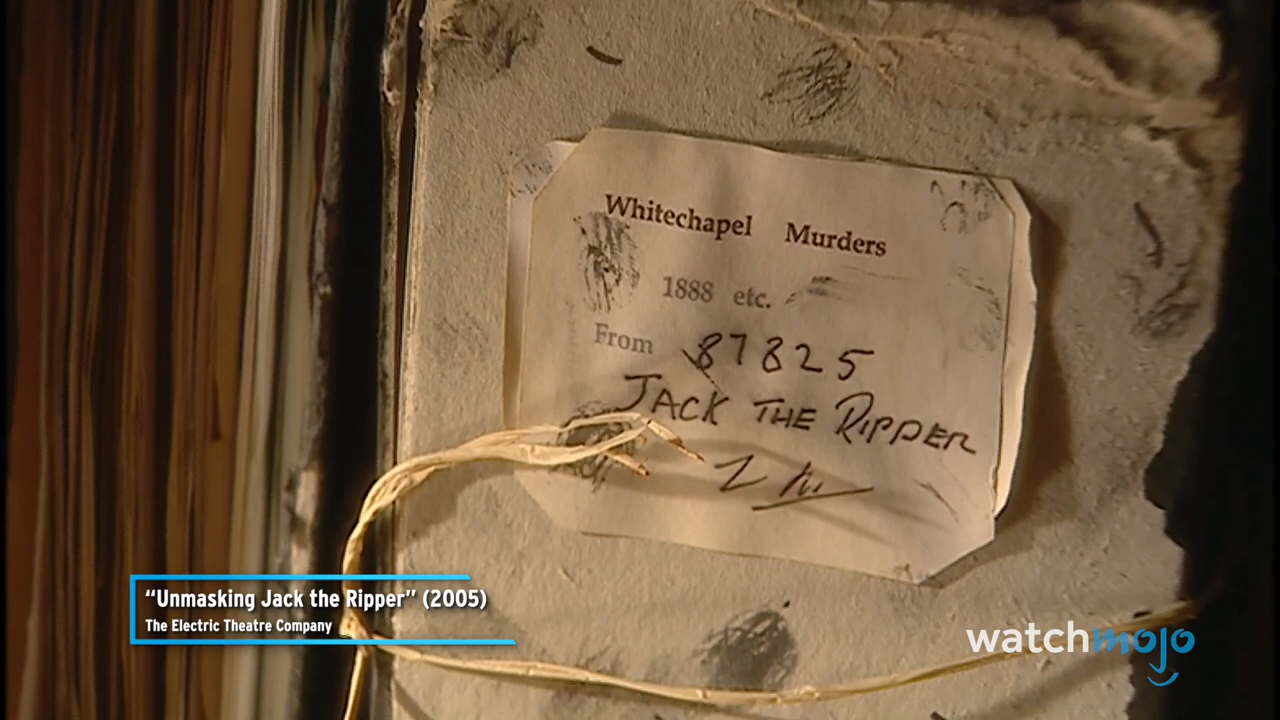 Whitechapel Murders
1888 etc.
From 87825
JACK THE RIPPER
“Unmasking Jack the Ripper” (2005)
The Electric Theatre Company
watchmojo